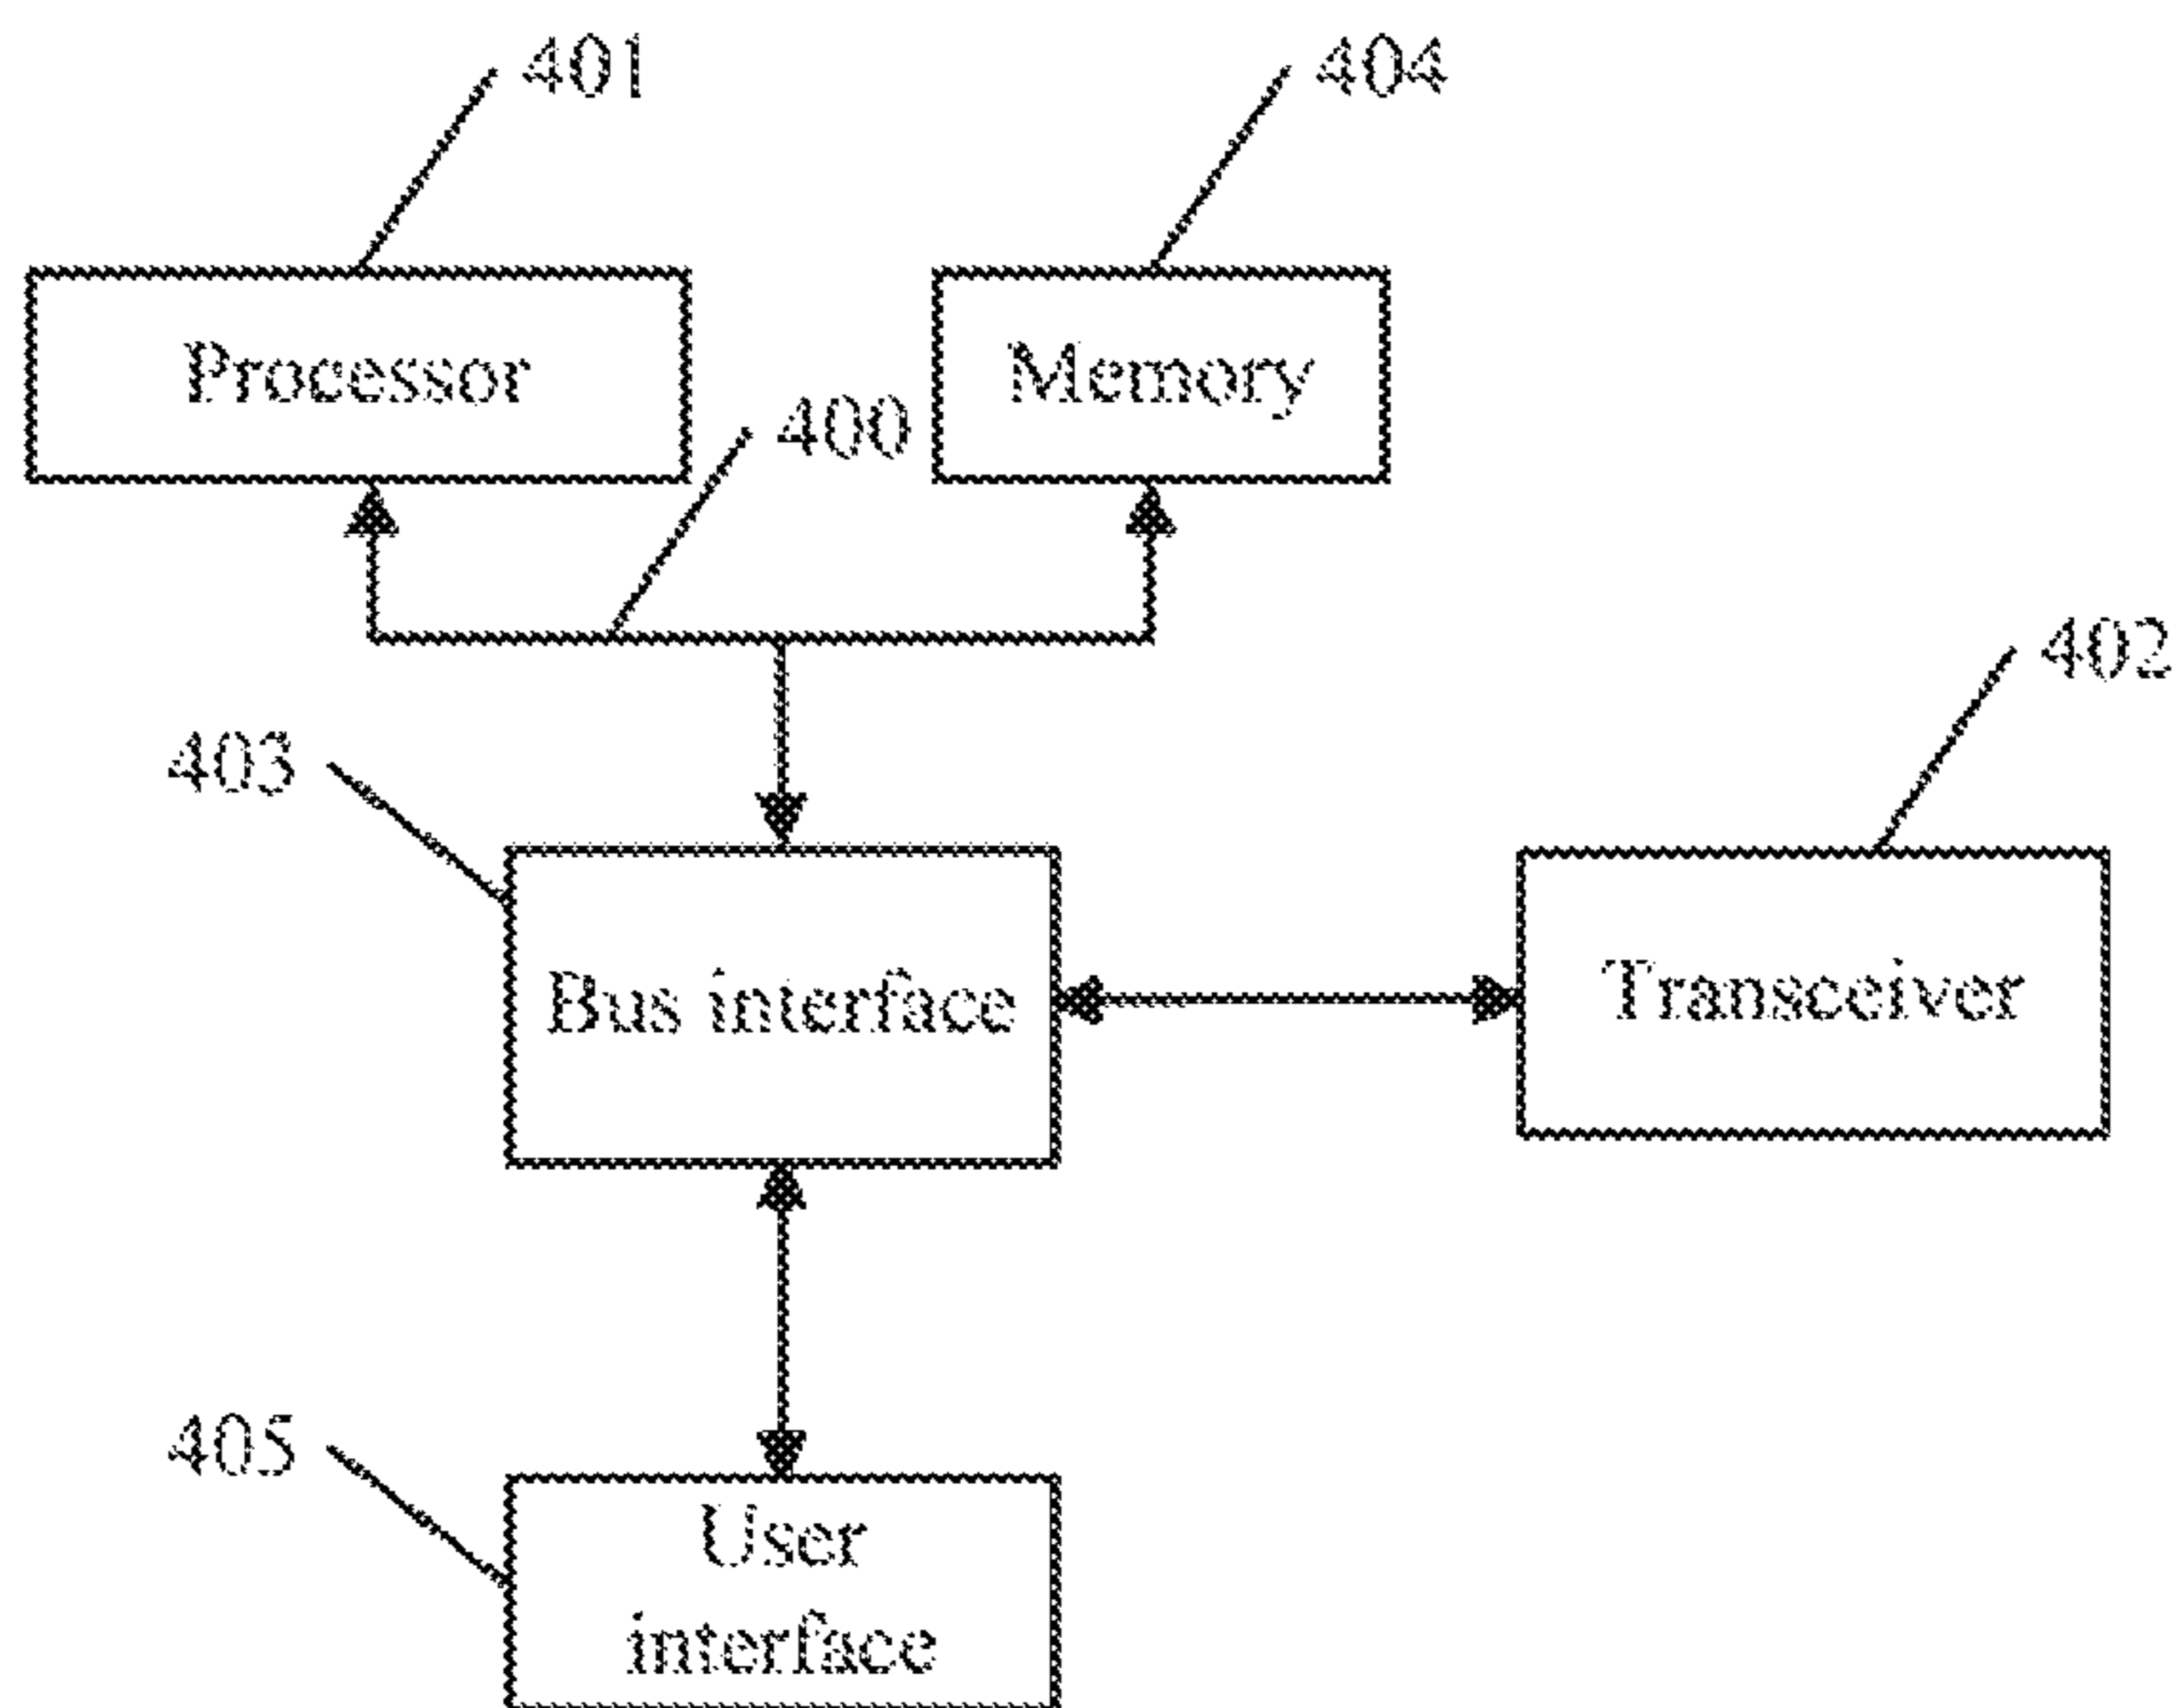 401
404
Processor
Memory
400
402
403
Bus interface
Transceiver
405
User
interface